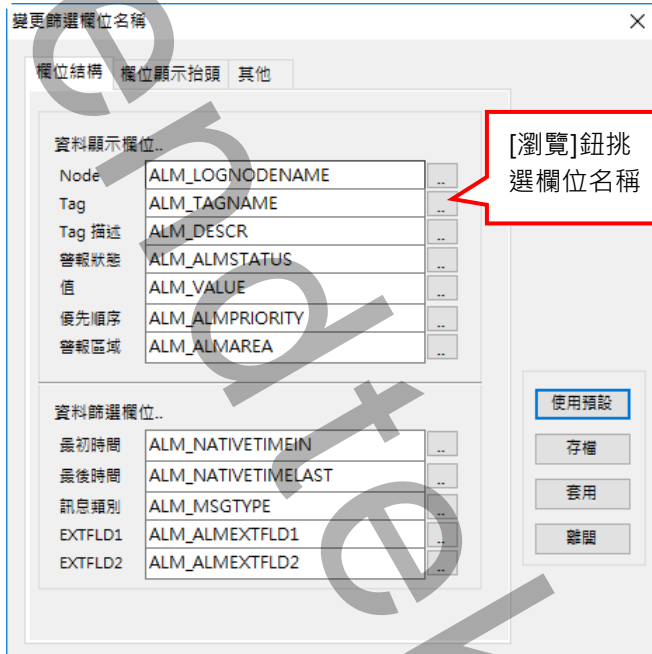 變更篩選欄位名稱
欄位結構 欄位顯示抬頭 其他
資料顯示欄位..
Node ALM_LOGNODENAME ..
Tag ALM_TAGNAME ..
Tag 描述 ALM_DESCR ..
警報狀態 ALM_ALMSTATUS ..
值 ALM_VALUE ..
優先順序 ALM_ALMPRIORITY ..
警報區域 ALM_ALMAREA ..
[瀏覽]鈕挑
選欄位名稱
資料篩選欄位..
最初時間 ALM_NATIVETIMEIN ..
最後時間 ALM_NATIVETIMELAST ..
訊息類別 ALM_MSGTYPE ..
EXTFLD1 ALM_ALMEXTFLD1 ..
EXTFLD2 ALM_ALMEXTFLD2 ..
使用預設
存檔
套用
離開
endtek